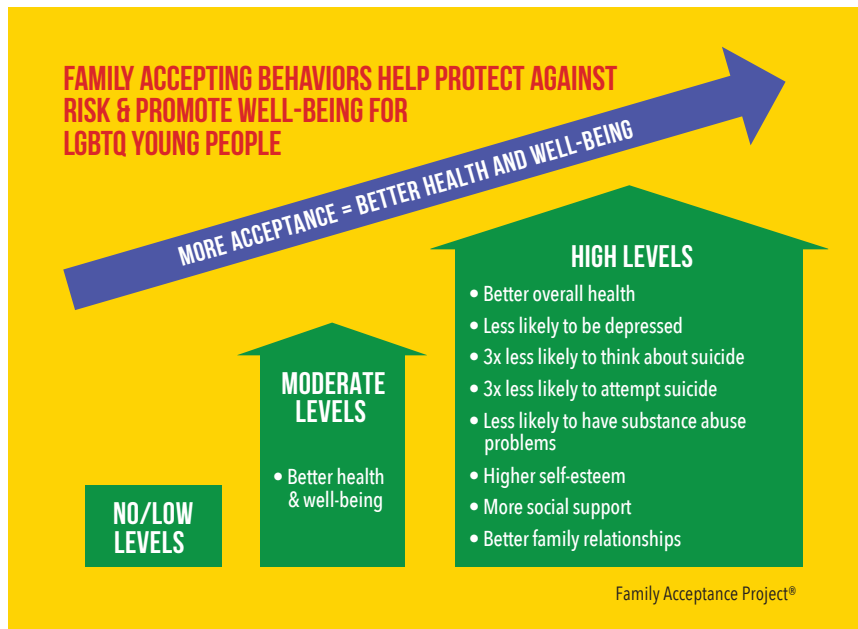 FAMILY ACCEPTING BEHAVIORS HELP PROTECT AGAINST
RISK & PROMOTE WELL-BEING FOR
LGBTQ YOUNG PEOPLE
MORE ACCEPTANCE = BETTER HEALTH AND WELL-BEING
NO/LOW
LEVELS
MODERATE
LEVELS
• Better health
& well-being
HIGH LEVELS
• Better overall health
• Less likely to be depressed
• 3x less likely to think about suicide
• 3x less likely to attempt suicide
• Less likely to have substance abuse
problems
• Higher self-esteem
• More social support
• Better family relationships
Family Acceptance Project®